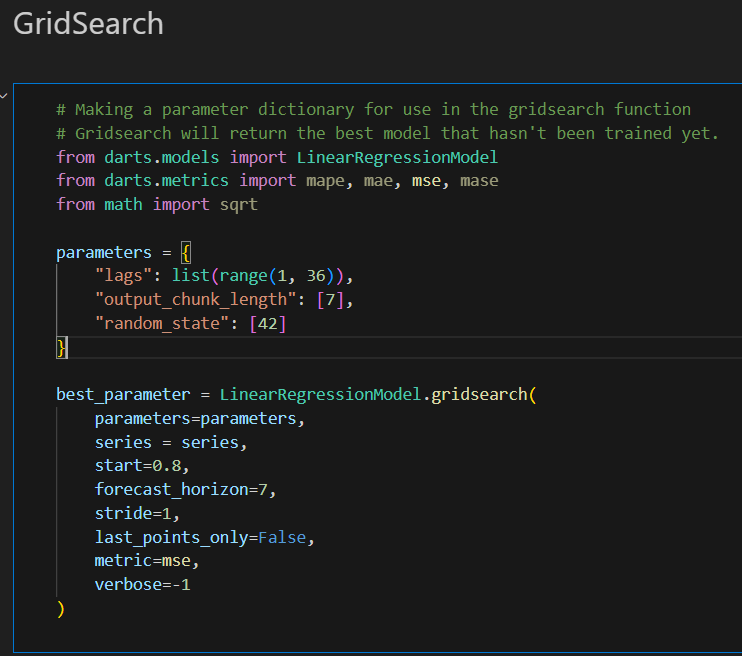 GridSearch
# Making a parameter dictionary for use in the gridsearch function
# Gridsearch will return the best model that hasn't been trained yet.
from darts.models import LinearRegressionModel
from darts.metrics import mape, mae, mse, mase
from math import sqrt
parameters = {
"lags": list(range(1, 36)),
"output_chunk_length": [7],
"random_state": [42]
}
best_parameter = LinearRegressionModel.gridsearch(
parameters=parameters,
series = series,
start=0.8,
forecast_horizon=7,
stride=1,
last_points_only=False,
metric=mse,
verbose=-1
)